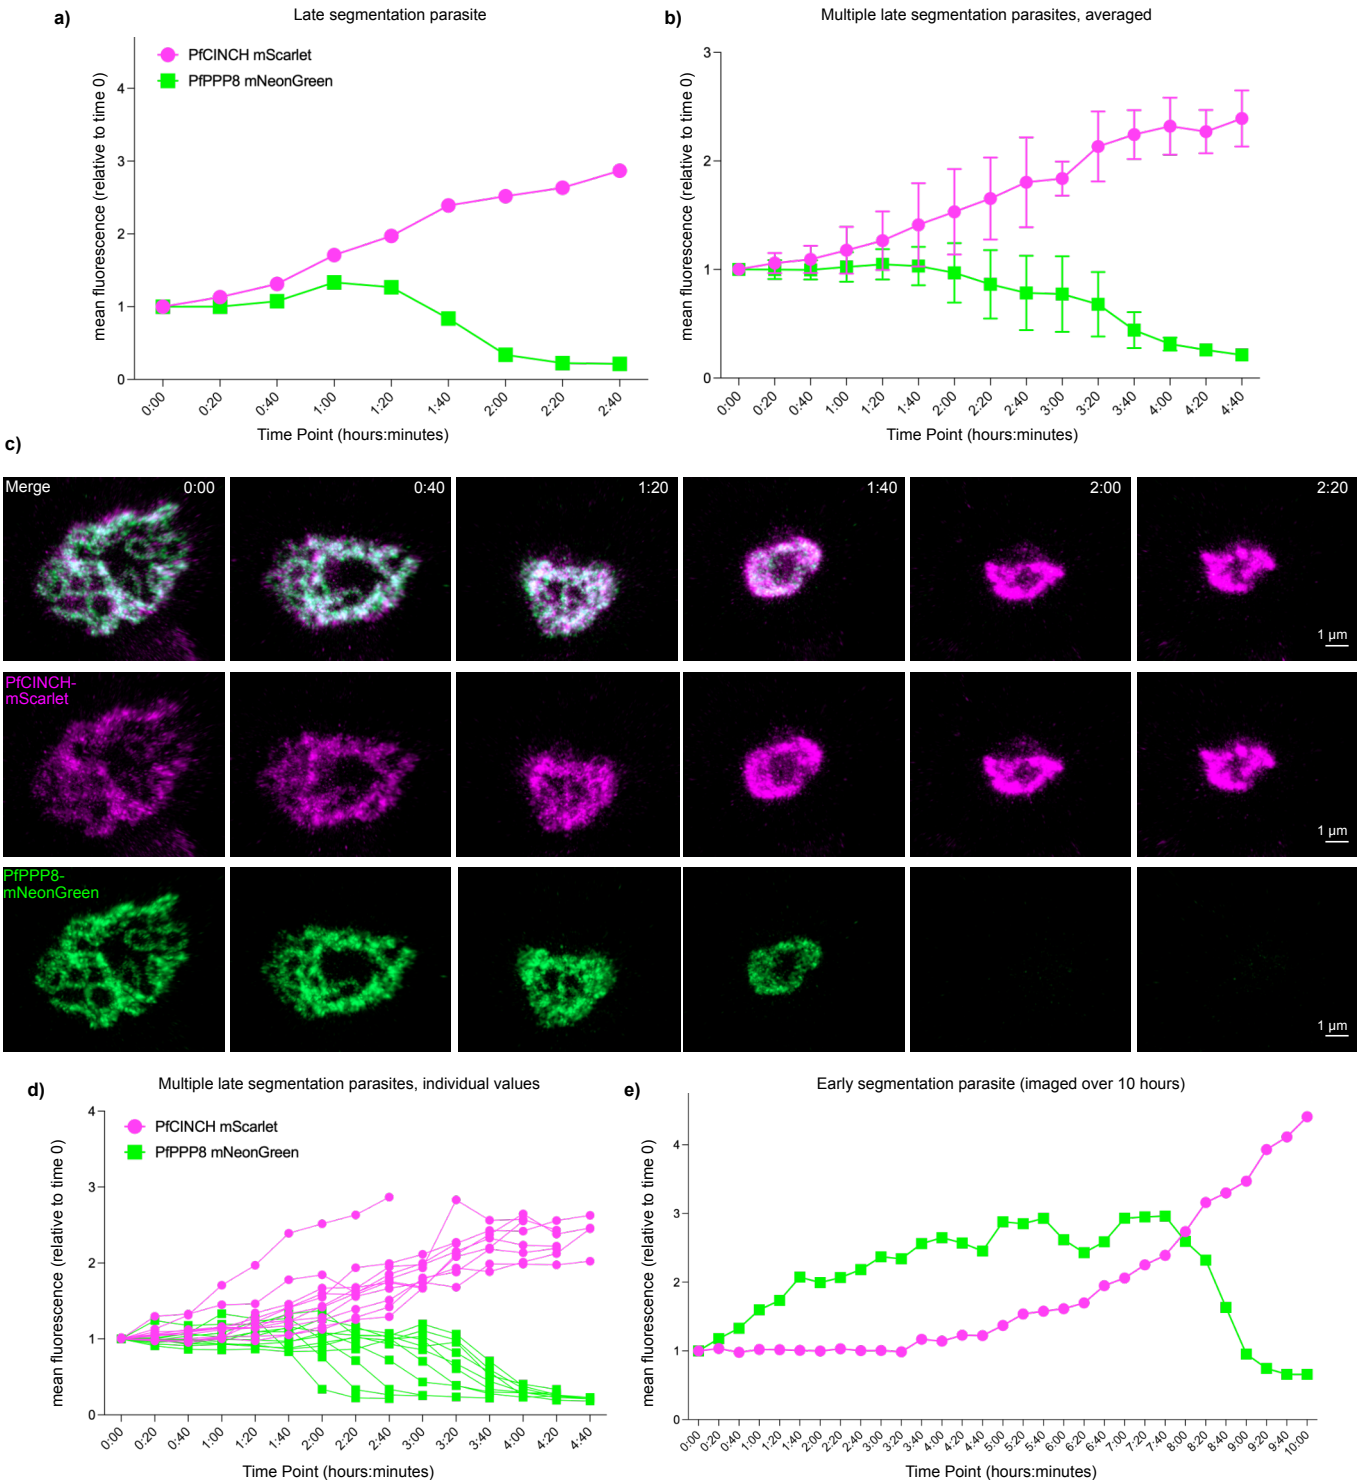 a)
Late segmentation parasite
PfCINCH mScarlet
PfPPP8 mNeonGreen
mean fluorescence (relative to time 0)
4
3
2
1
0
0:00 0:20 0:40 1:00 1:20 1:40 2:00 2:20 2:40
Time Point (hours:minutes)
b)
Multiple late segmentation parasites, averaged
mean fluorescence (relative to time 0)
3
2
1
0
0:00 0:20 0:40 1:00 1:20 1:40 2:00 2:20 2:40 3:00 3:20 3:40 4:00 4:20 4:40
Time Point (hours:minutes)
c)
Merge 0:00 0:40 1:20 1:40 2:00 2:20
1 µm
PfCINCH-
mScarlet
1 µm
PfPPP8-
mNeonGreen
1 µm
d)
Multiple late segmentation parasites, individual values
PfCINCH mScarlet
PfPPP8 mNeonGreen
mean fluorescence (relative to time 0)
4
3
2
1
0
0:00 0:20 0:40 1:00 1:20 1:40 2:00 2:20 2:40 3:00 3:20 3:40 4:00 4:20 4:40
Time Point (hours:minutes)
e)
Early segmentation parasite (imaged over 10 hours)
mean fluorescence (relative to time 0)
4
3
2
1
0
0:00 0:20 0:40 1:00 1:20 1:40 2:00 2:20 2:40 3:00 3:20 3:40 4:00 4:20 4:40 5:00 5:20 5:40 6:00 6:20 6:40 7:00 7:20 7:40 8:00 8:20 8:40 9:00 9:20 9:40 10:00
Time Point (hours:minutes)